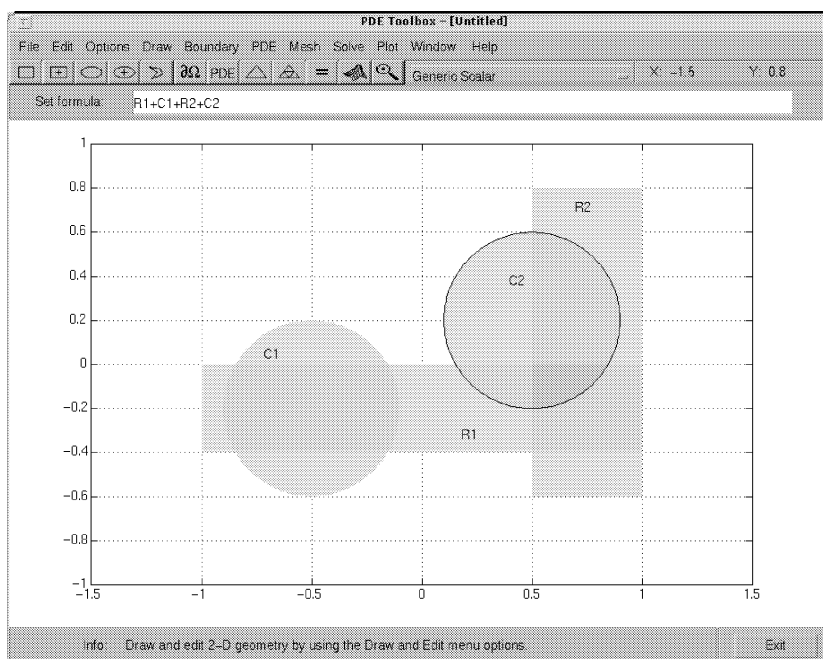 PDE Toolbox – [Untitled]
File Edit Options Draw Boundary PDE Mesh Solve Plot Window Help
∂Ω PDE = Generic Scalar X: −1.5 Y: 0.8
Set formula: R1+C1+R2+C2
1
0.8
0.6
0.4
0.2
0
−0.2
−0.4
−0.6
−0.8
−1
R2
C2
C1
R1
−1.5 −1 −0.5 0 0.5 1 1.5
Info: Draw and edit 2−D geometry by using the Draw and Edit menu options. Exit